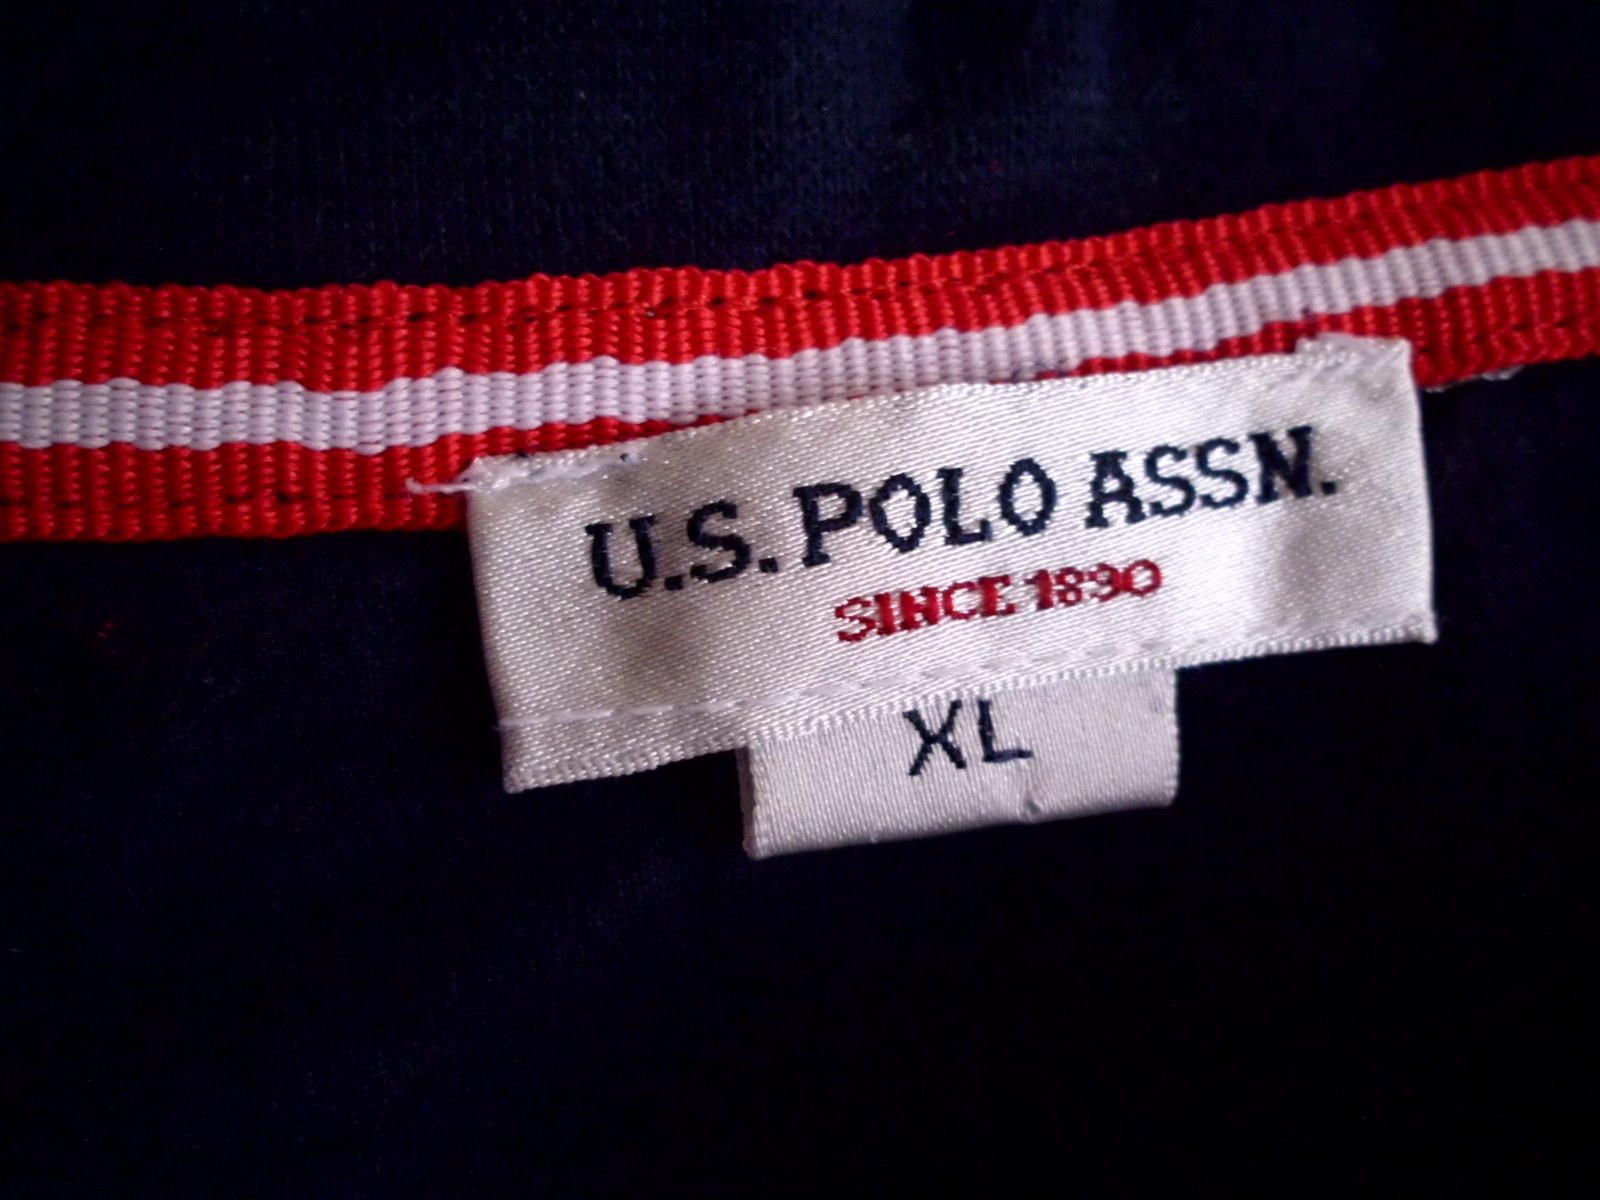 U.S. POLO ASSN.
SINCE 1890
XL